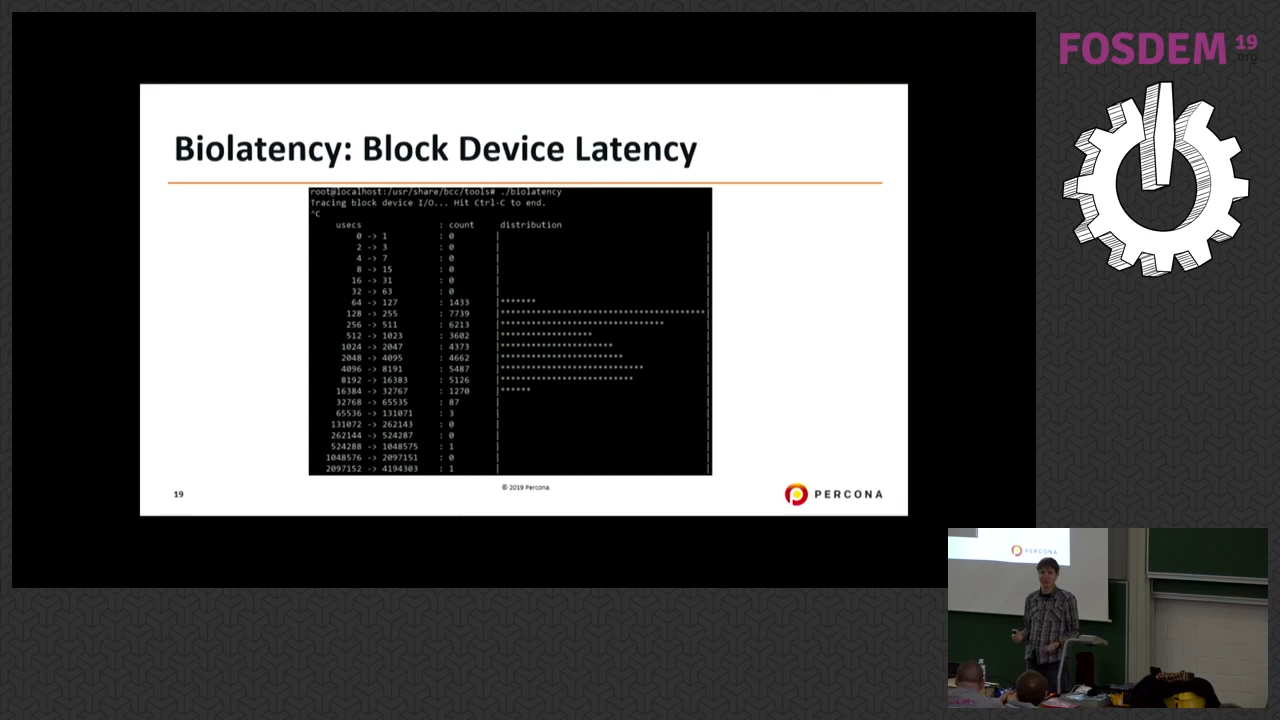 FOSDEM 19
.org
Biolatency: Block Device Latency
root@localhost:/usr/share/bcc/tools# ./biolatency
Tracing block device I/O... Hit Ctrl-C to end.
^C
usecs : count distribution
0 -> 1 : 0 | |
2 -> 3 : 0 | |
4 -> 7 : 0 | |
8 -> 15 : 0 | |
16 -> 31 : 0 | |
32 -> 63 : 0 | |
64 -> 127 : 1433 |******* |
128 -> 255 : 7739 |****************************************|
256 -> 511 : 6213 |******************************** |
512 -> 1023 : 3602 |****************** |
1024 -> 2047 : 4373 |********************** |
2048 -> 4095 : 4662 |************************ |
4096 -> 8191 : 5487 |**************************** |
8192 -> 16383 : 5126 |************************** |
16384 -> 32767 : 1270 |****** |
32768 -> 65535 : 87 | |
65536 -> 131071 : 3 | |
131072 -> 262143 : 0 | |
262144 -> 524287 : 0 | |
524288 -> 1048575 : 1 | |
1048576 -> 2097151 : 0 | |
2097152 -> 4194303 : 1 | |
19
© 2019 Percona
PERCONA
PERCONA